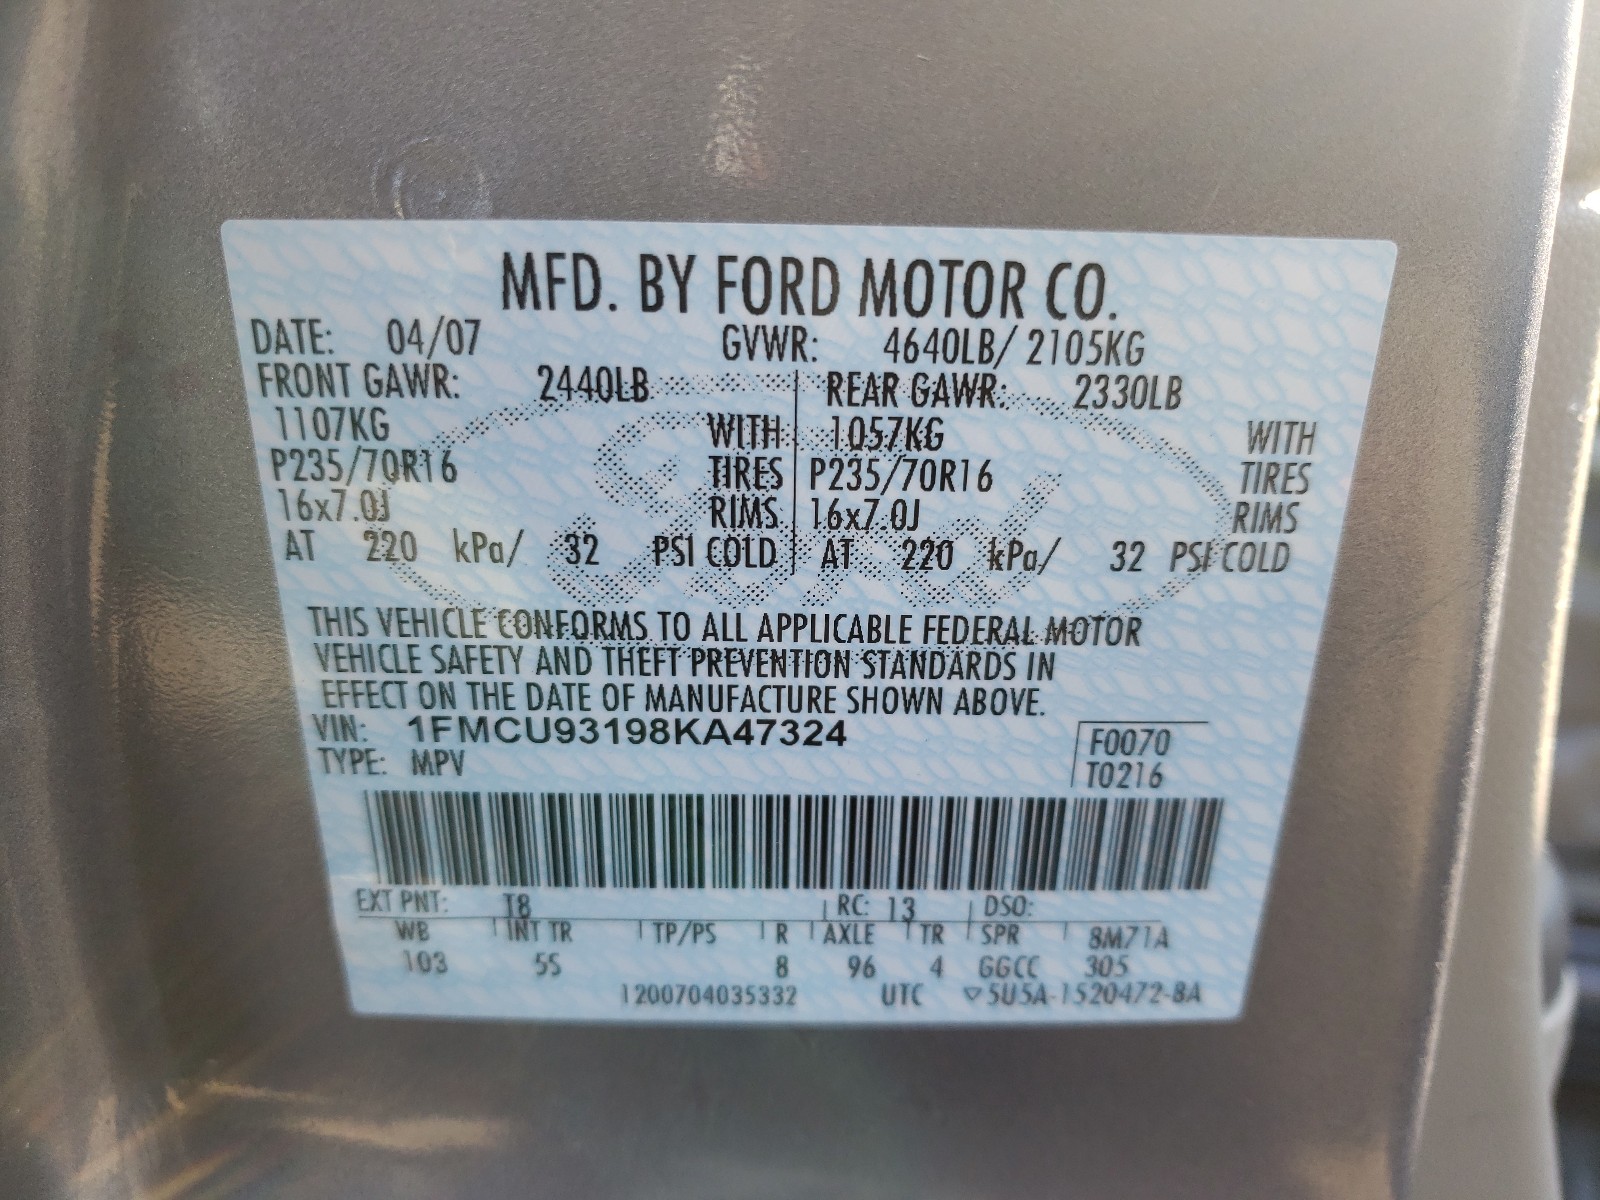 MFD. BY FORD MOTOR CO.
DATE: 04/07 GVWR: 4640LB/ 2105KG
FRONT GAWR: 2440LB REAR GAWR: 2330LB
1107KG WITH 1057KG WITH
P235/70R16 TIRES P235/70R16 TIRES
16x7.0J RIMS 16x7.0J RIMS
AT 220 kPa/ 32 PSI COLD AT 220 kPa/ 32 PSI COLD
Ford
THIS VEHICLE CONFORMS TO ALL APPLICABLE FEDERAL MOTOR
VEHICLE SAFETY AND THEFT PREVENTION STANDARDS IN
EFFECT ON THE DATE OF MANUFACTURE SHOWN ABOVE.
VIN: 1FMCU93198KA47324 F0070
TYPE: MPV T0216
EXT PNT: T8 RC: 13 DSO:
WB INT TR TP/PS R AXLE TR SPR 8M71A
103 5S 8 96 4 GGCC 305
1200704035332 UTC ▽5U5A-1520472-BA